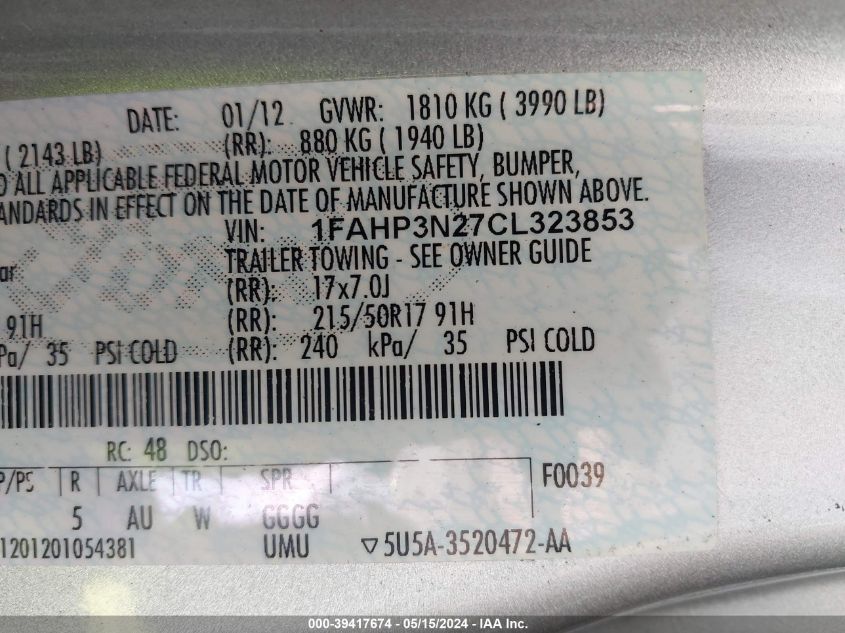 DATE: 01/12 GVWR: 1810 KG ( 3990 LB)
( 2143 LB) (RR): 880 KG ( 1940 LB)
O ALL APPLICABLE FEDERAL MOTOR VEHICLE SAFETY, BUMPER,
ANDARDS IN EFFECT ON THE DATE OF MANUFACTURE SHOWN ABOVE.
VIN: 1FAHP3N27CL323853
ar TRAILER TOWING - SEE OWNER GUIDE
(RR): 17x7.0J
91H (RR): 215/50R17 91H
Pa/ 35 PSI COLD (RR): 240 kPa/ 35 PSI COLD
RC: 48 DSO:
P/PS R AXLE TR SPR F0039
5 AU W GGGG
1201201054381 UMU ▽5U5A-3520472-AA
000-39417674 - 05/15/2024 - IAA Inc.